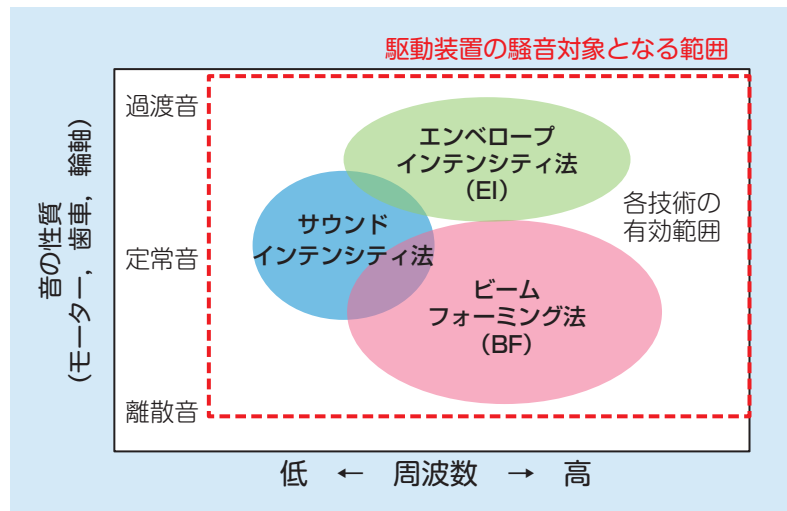 駆動装置の騒音対象となる範囲
過渡音
定常音
離散音
音の性質
(モーター，歯車，輪軸)
エンベロープ
インテンシティ法
(EI)
サウンド
インテンシティ法
各技術の
有効範囲
ビーム
フォーミング法
(BF)
低 ← 周波数 → 高